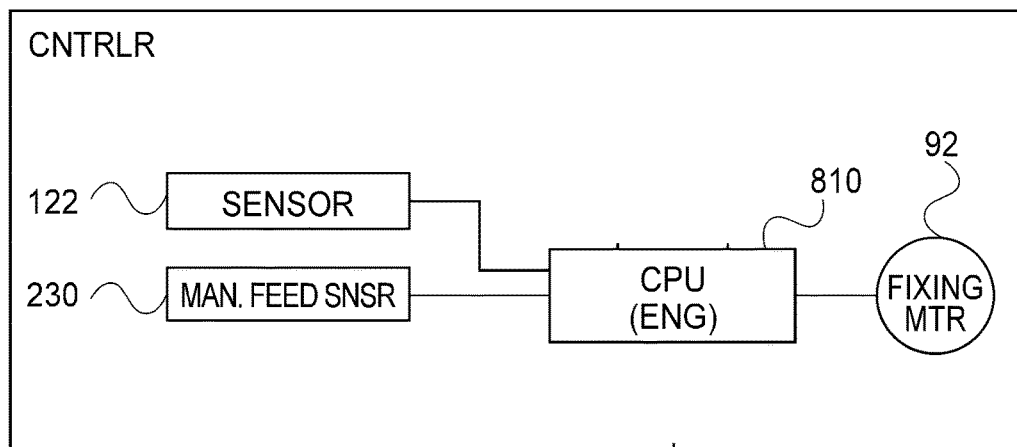 CNTRLR
92
810
122
SENSOR
230
MAN. FEED SNSR
CPU
(ENG)
FIXING
MTR